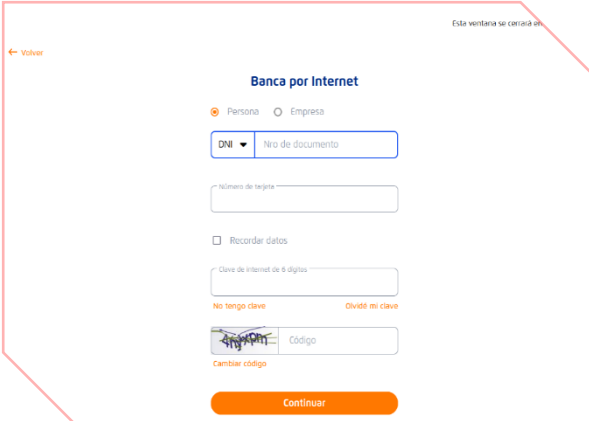 Esta ventana se cerrará en
← Volver
Banca por Internet
Persona Empresa
DNI Nro de documento
Número de tarjeta
Recordar datos
Clave de internet de 6 dígitos
No tengo clave Olvidé mi clave
Código
Cambiar código
Continuar